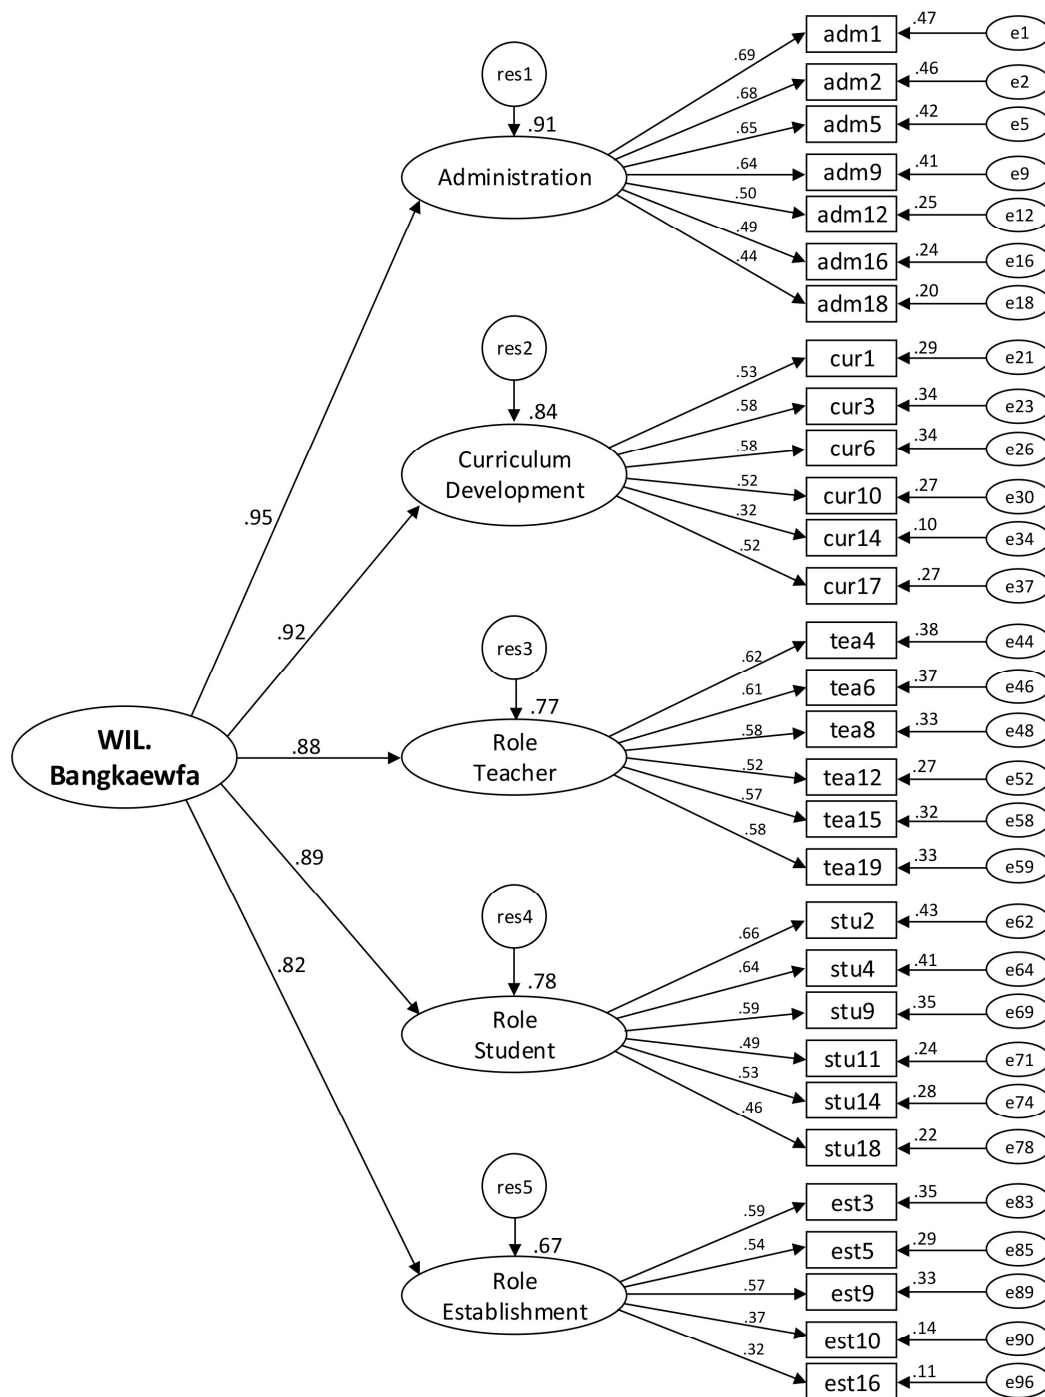 adm1
.47
e1
.69
res1
adm2
.46
e2
.68
.91
adm5
.42
e5
.65
Administration
.64
adm9
.41
e9
.50
adm12
.25
e12
.49
adm16
.24
e16
.44
adm18
.20
e18
res2
cur1
.29
e21
.53
.84
cur3
.34
e23
.58
Curriculum
Development
.58
cur6
.34
e26
.52
cur10
.27
e30
.32
cur14
.10
e34
.52
cur17
.27
e37
.95
.92
res3
tea4
.38
e44
.62
.77
tea6
.37
e46
.61
WIL.
Bangkaewfa
.88
Role
Teacher
.58
tea8
.33
e48
.52
tea12
.27
e52
.57
tea15
.32
e58
.58
tea19
.33
e59
.89
res4
stu2
.43
e62
.66
.82
.78
stu4
.41
e64
.64
Role
Student
.59
stu9
.35
e69
.49
stu11
.24
e71
.53
stu14
.28
e74
.46
stu18
.22
e78
res5
est3
.35
e83
.59
.67
est5
.29
e85
.54
Role
Establishment
.57
est9
.33
e89
.37
est10
.14
e90
.32
est16
.11
e96